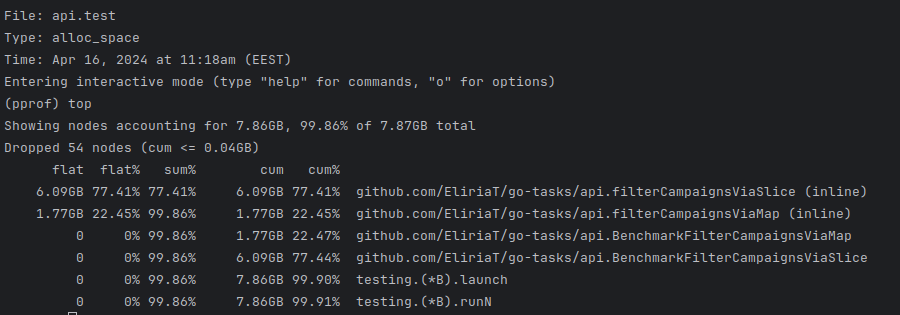 File: api.test
Type: alloc_space
Time: Apr 16, 2024 at 11:18am (EEST)
Entering interactive mode (type "help" for commands, "o" for options)
(pprof) top
Showing nodes accounting for 7.86GB, 99.86% of 7.87GB total
Dropped 54 nodes (cum <= 0.04GB)
flat  flat%  sum%  cum  cum%
6.09GB 77.41% 77.41%  6.09GB 77.41%  github.com/EliriaT/go-tasks/api.filterCampaignsViaSlice (inline)
1.77GB 22.45% 99.86%  1.77GB 22.45%  github.com/EliriaT/go-tasks/api.filterCampaignsViaMap (inline)
0  0% 99.86%  1.77GB 22.47%  github.com/EliriaT/go-tasks/api.BenchmarkFilterCampaignsViaMap
0  0% 99.86%  6.09GB 77.44%  github.com/EliriaT/go-tasks/api.BenchmarkFilterCampaignsViaSlice
0  0% 99.86%  7.86GB 99.90%  testing.(*B).launch
0  0% 99.86%  7.86GB 99.91%  testing.(*B).runN